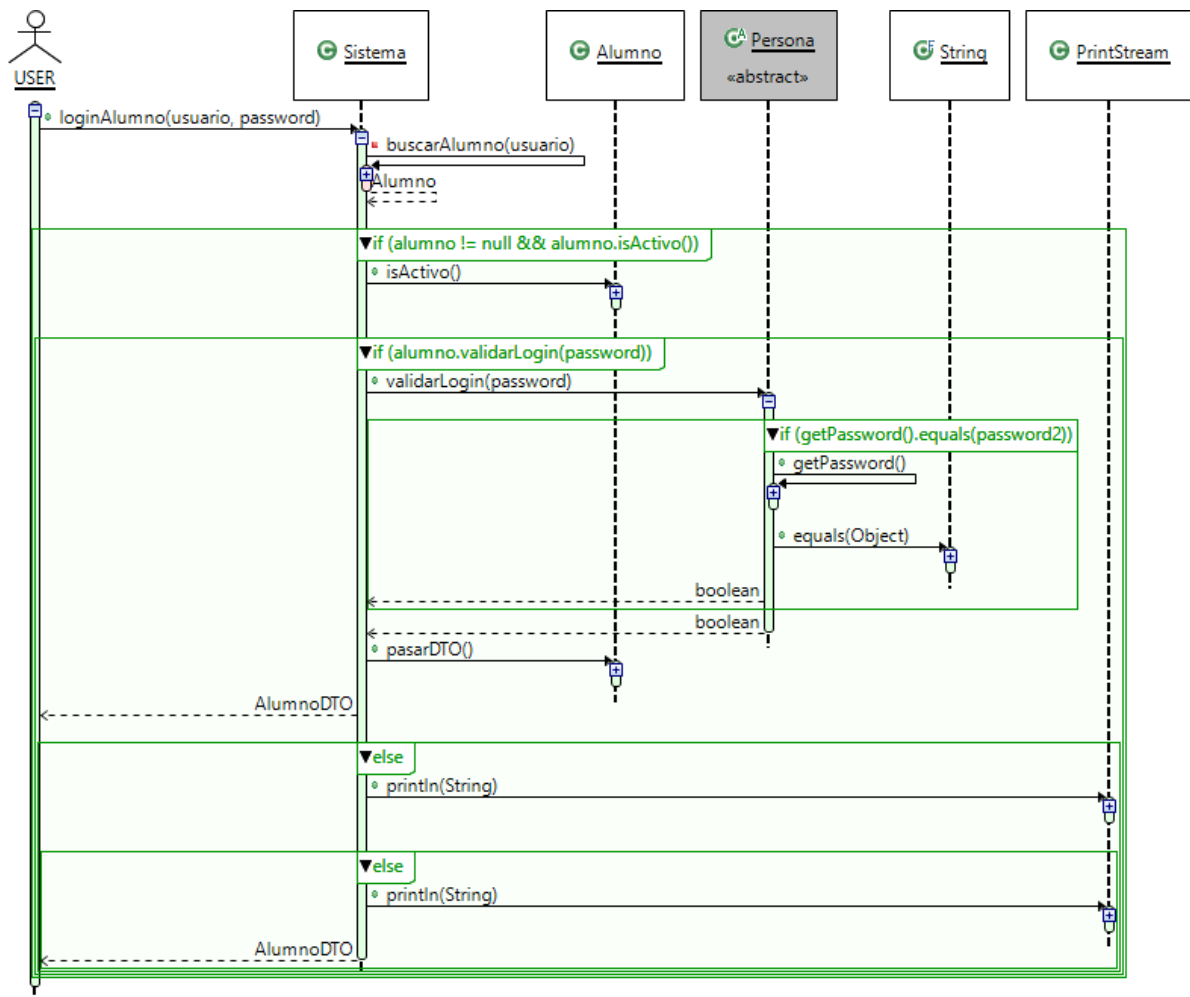 USER
Sistema
Alumno
Persona
«abstract»
String
PrintStream
loginAlumno(usuario, password)
buscarAlumno(usuario)
Alumno
if (alumno != null && alumno.isActivo())
isActivo()
if (alumno.validarLogin(password))
validarLogin(password)
if (getPassword().equals(password2))
getPassword()
equals(Object)
boolean
boolean
pasarDTO()
AlumnoDTO
else
println(String)
else
println(String)
AlumnoDTO